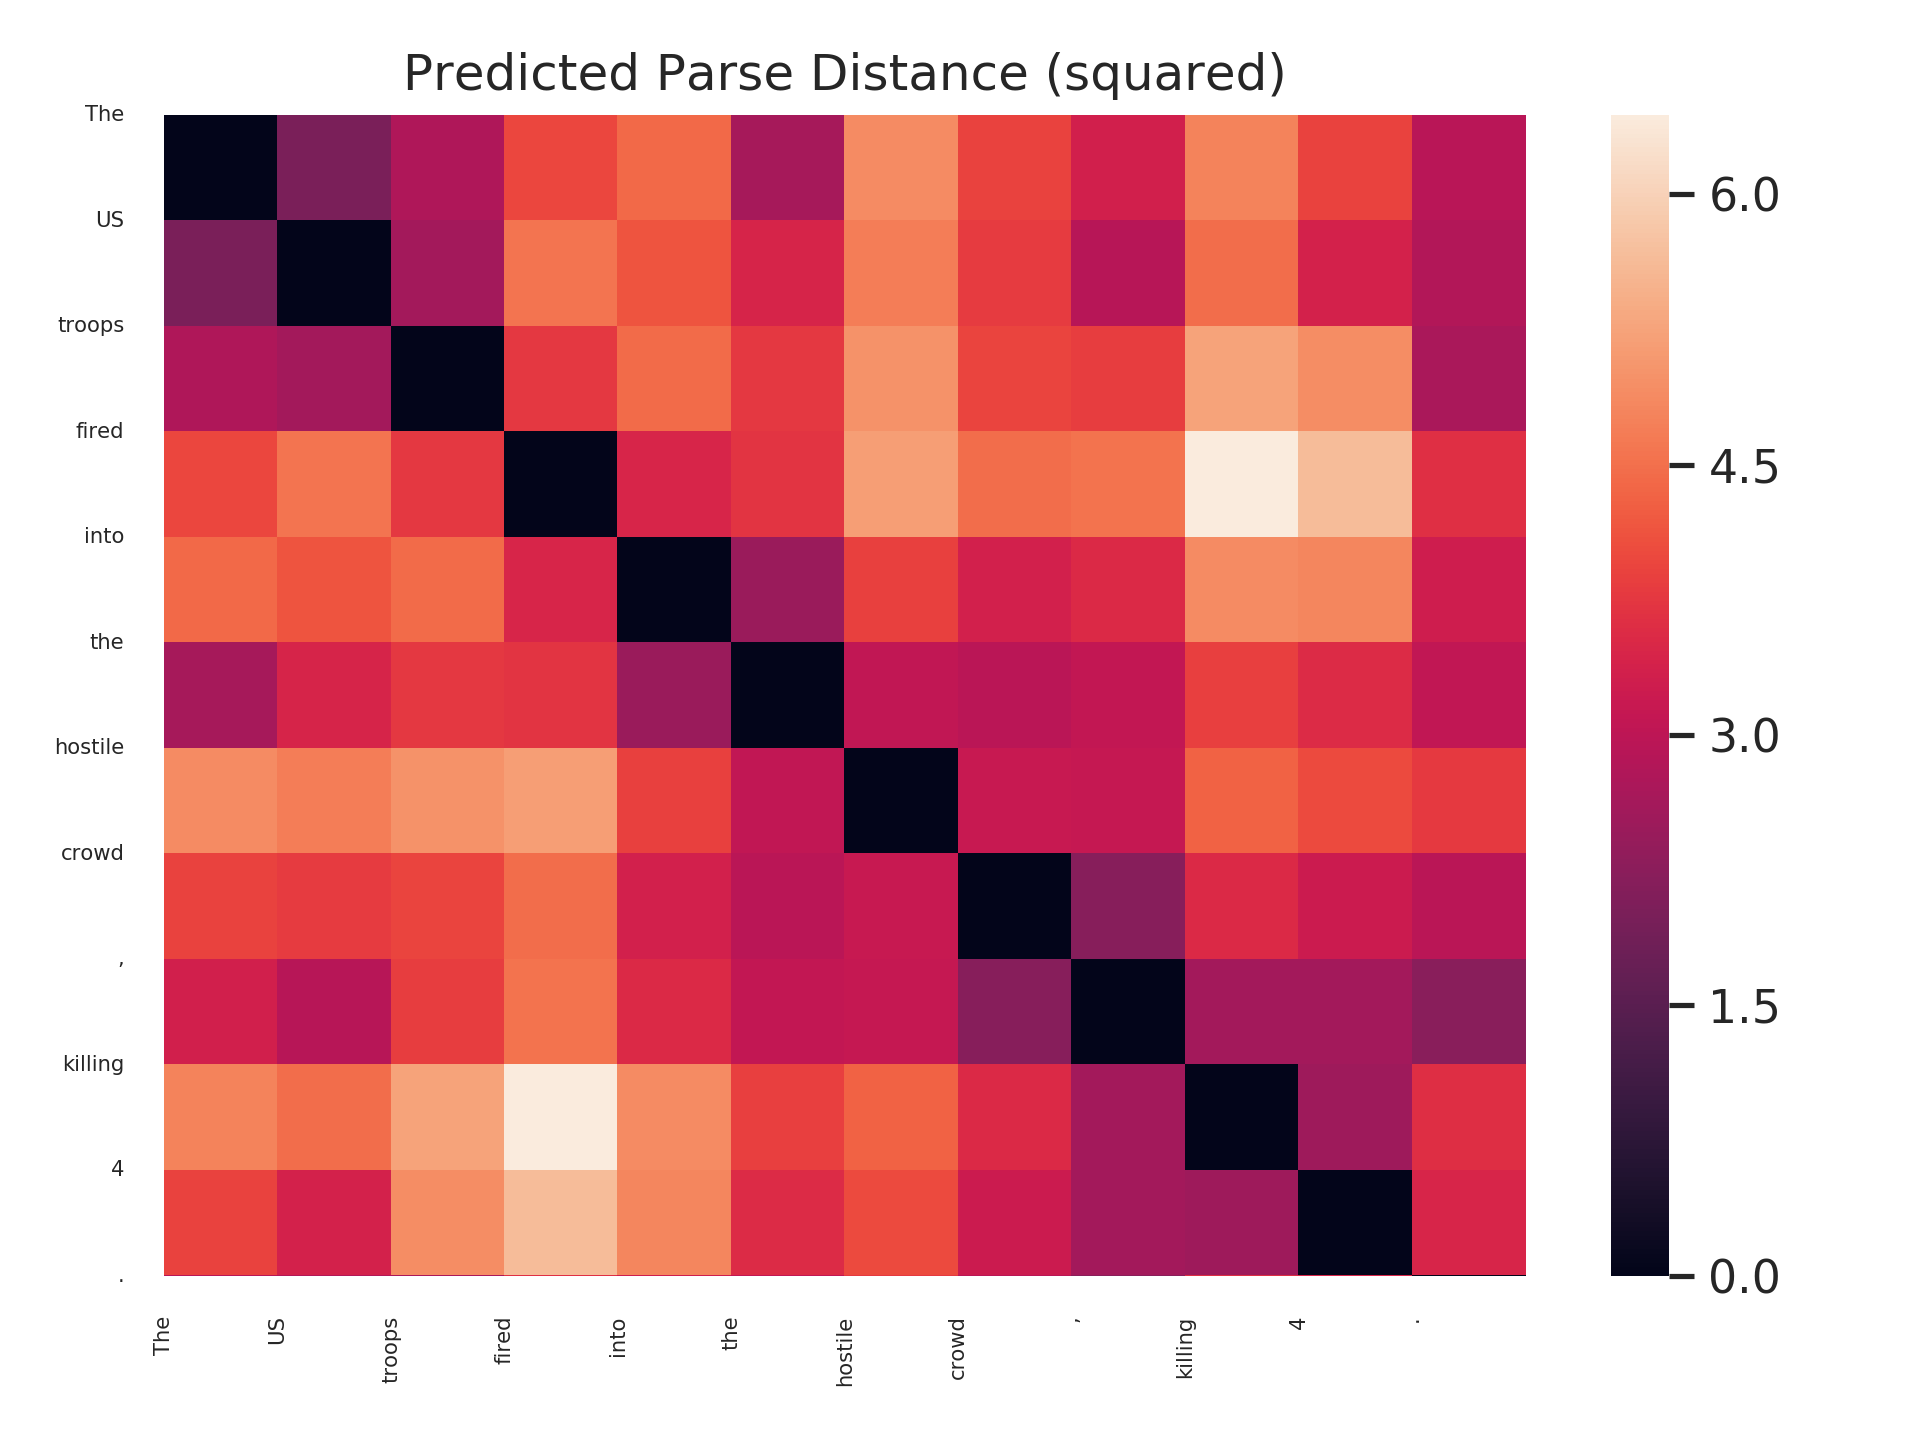 Predicted Parse Distance (squared)
The
US
troops
fired
into
the
hostile
crowd
,
killing
4
.
The
US
troops
fired
into
the
hostile
crowd
,
killing
4
.
6.0
4.5
3.0
1.5
0.0